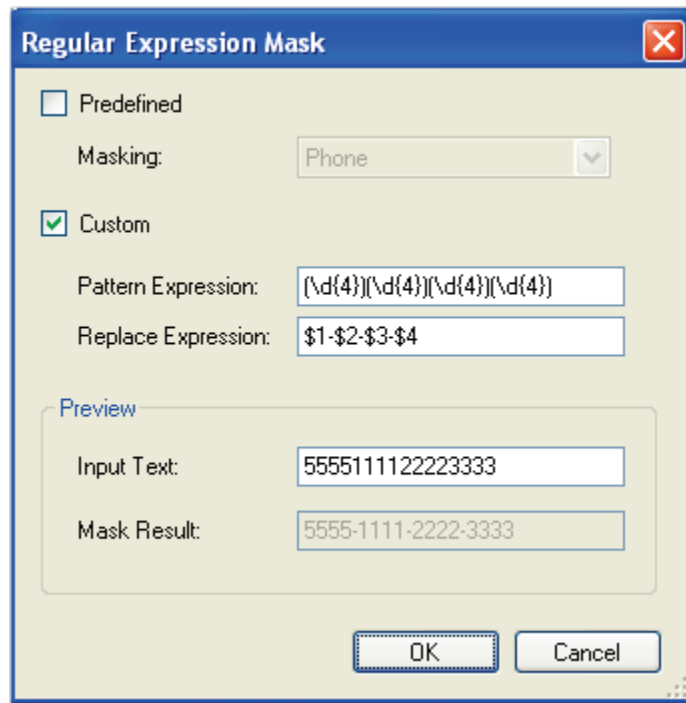 Regular Expression Mask
Predefined
Masking: Phone
Custom
Pattern Expression: (\d{4})(\d{4})(\d{4})(\d{4})
Replace Expression: $1-$2-$3-$4
Preview
Input Text: 5555111122223333
Mask Result: 5555-1111-2222-3333
OK Cancel